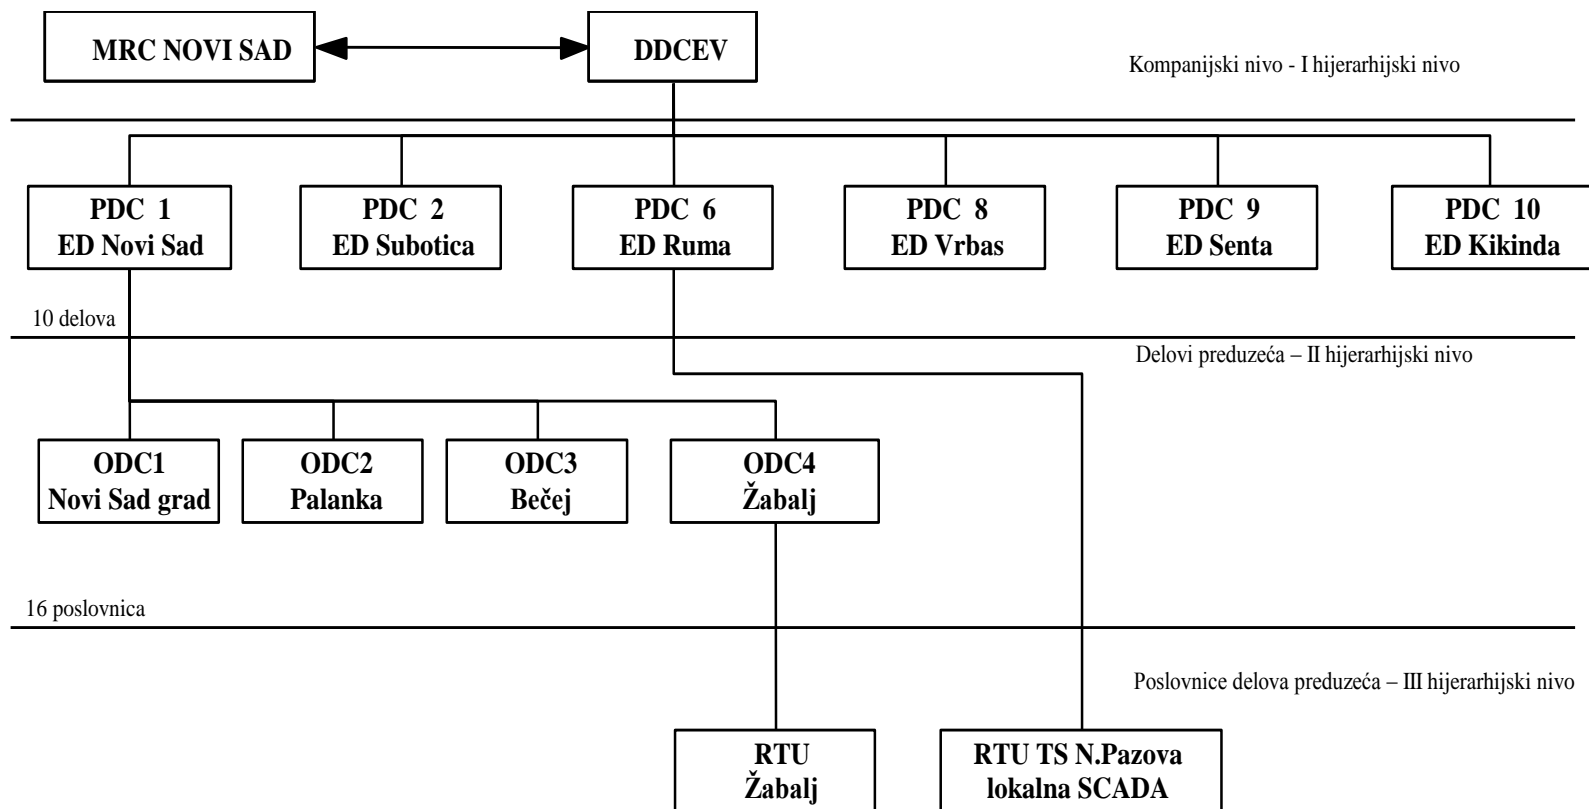 MRC NOVI SAD
DDCEV
Kompanijski nivo - I hijerarhijski nivo
PDC 1
ED Novi Sad
PDC 2
ED Subotica
PDC 6
ED Ruma
PDC 8
ED Vrbas
PDC 9
ED Senta
PDC 10
ED Kikinda
10 delova
Delovi preduzeća – II hijerarhijski nivo
ODC1
Novi Sad grad
ODC2
Palanka
ODC3
Bečej
ODC4
Žabalj
16 poslovnica
Poslovnice delova preduzeća – III hijerarhijski nivo
RTU
Žabalj
RTU TS N.Pazova
lokalna SCADA